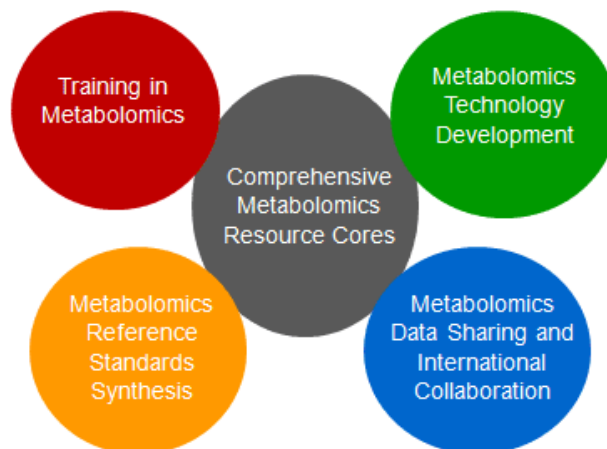 Training in
Metabolomics
Metabolomics
Technology
Development
Comprehensive
Metabolomics
Resource Cores
Metabolomics
Reference
Standards
Synthesis
Metabolomics
Data Sharing and
International
Collaboration